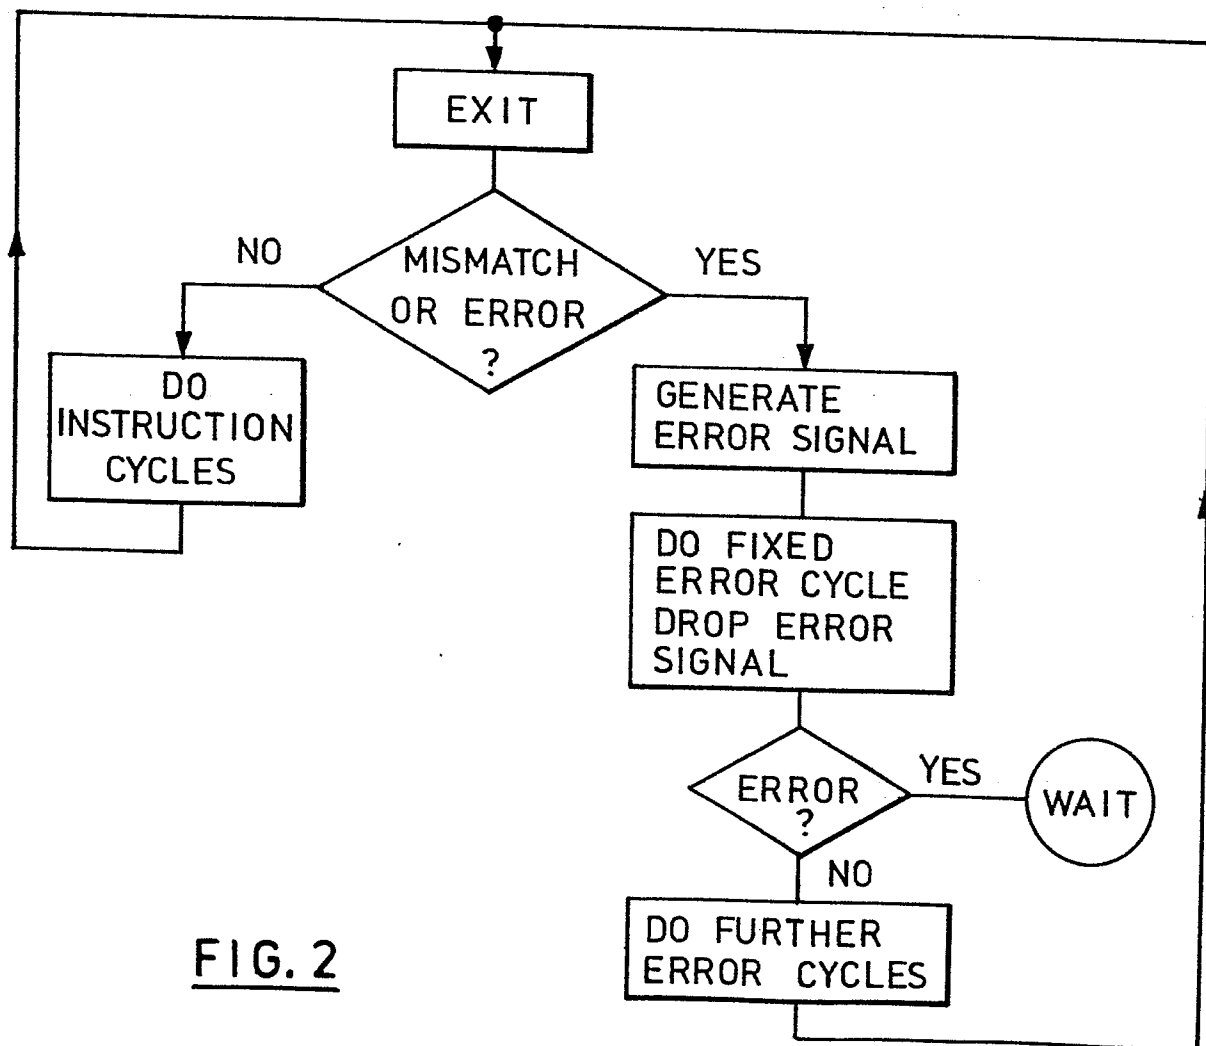 EXIT
NO
MISMATCH
OR ERROR
?
YES
DO
INSTRUCTION
CYCLES
GENERATE
ERROR SIGNAL
DO FIXED
ERROR CYCLE
DROP ERROR
SIGNAL
ERROR
?
YES
WAIT
NO
DO FURTHER
ERROR CYCLES
FIG. 2